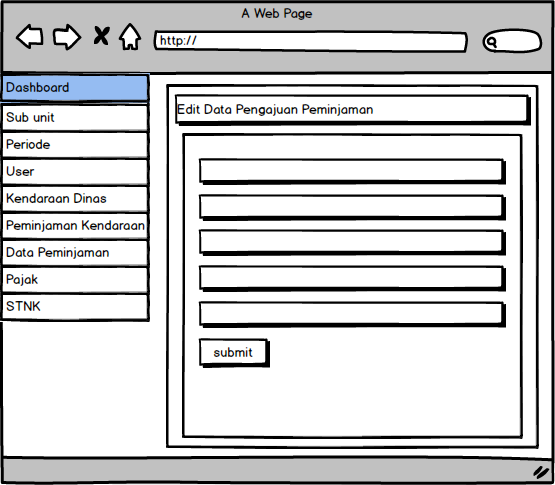 A Web Page
http://
Dashboard
Sub unit
Periode
User
Kendaraan Dinas
Peminjaman Kendaraan
Data Peminjaman
Pajak
STNK
Edit Data Pengajuan Peminjaman
submit